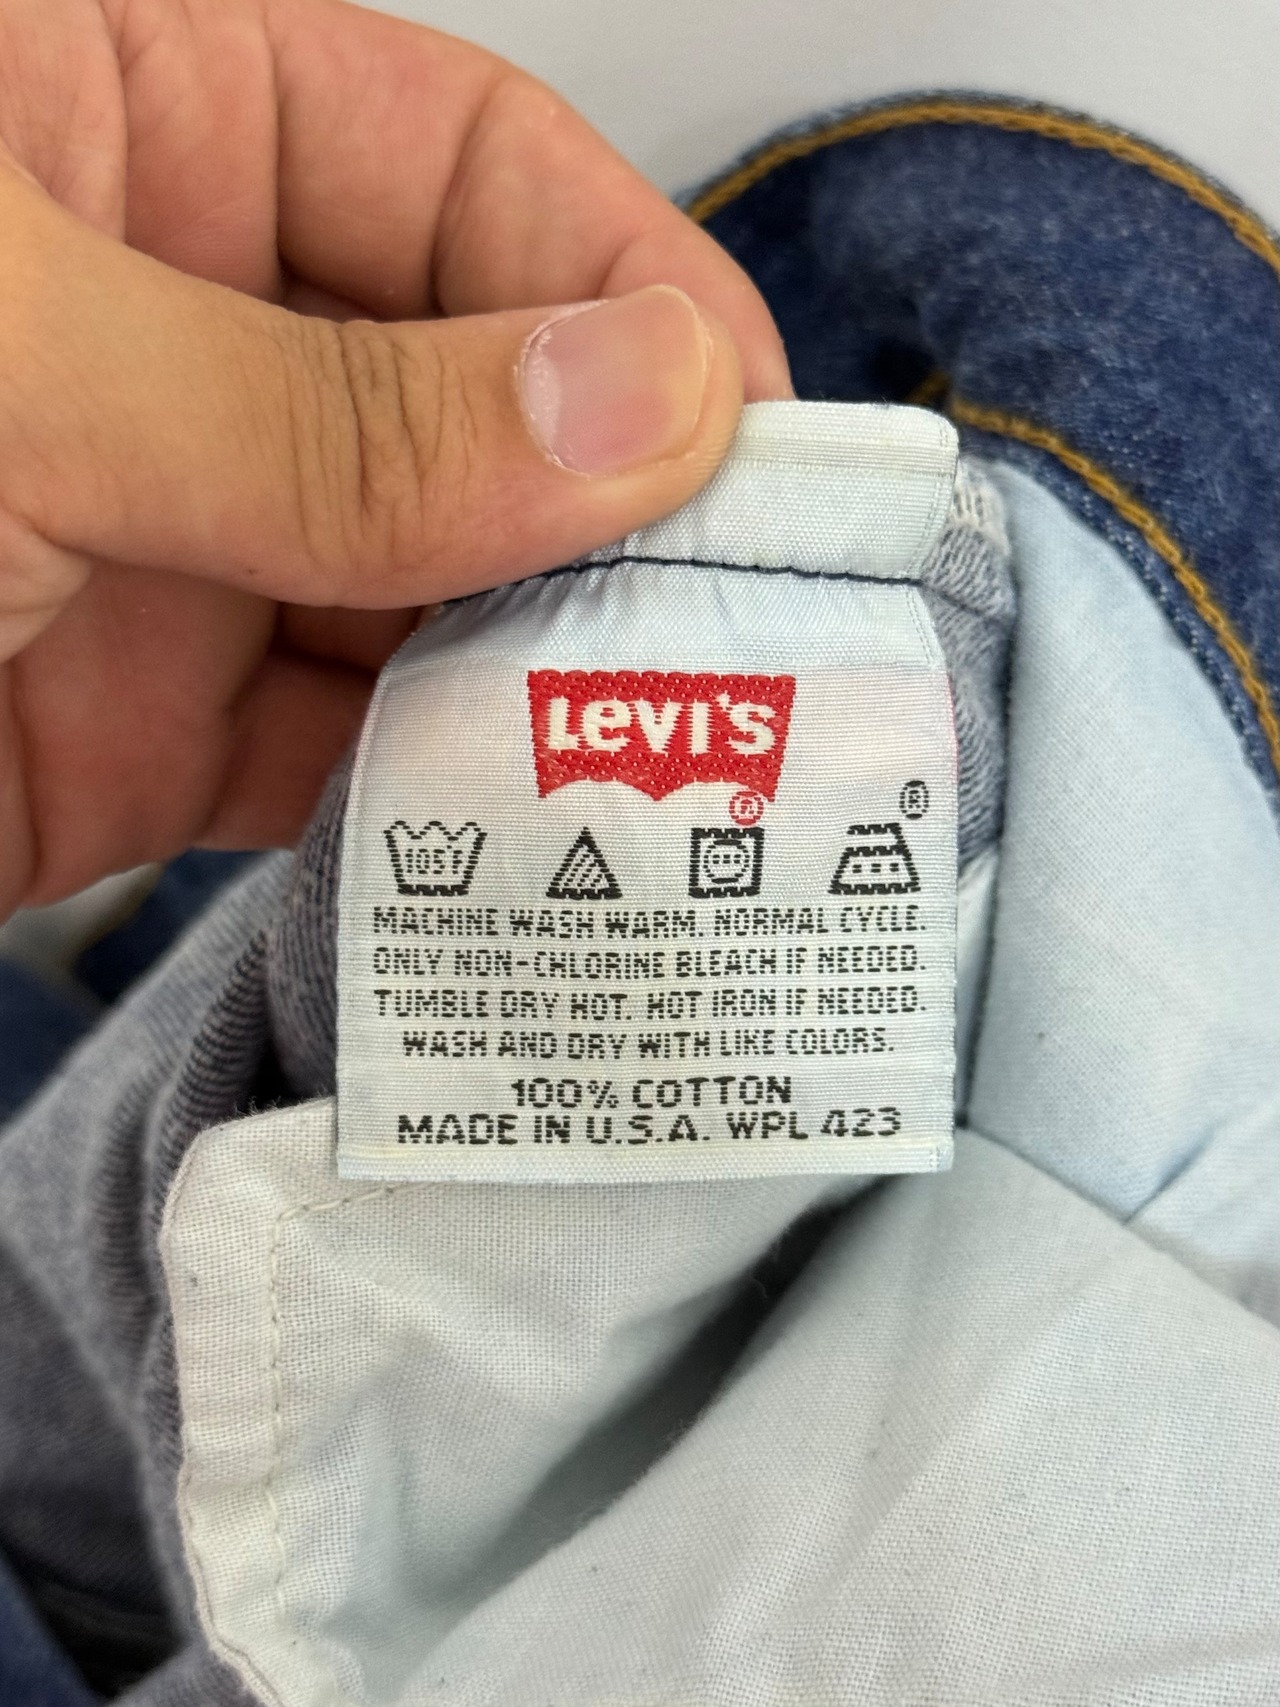 Levi's
®
®
105°F
MACHINE WASH WARM. NORMAL CYCLE.
ONLY NON-CHLORINE BLEACH IF NEEDED.
TUMBLE DRY HOT. HOT IRON IF NEEDED.
WASH AND DRY WITH LIKE COLORS.
100% COTTON
MADE IN U.S.A. WPL 423